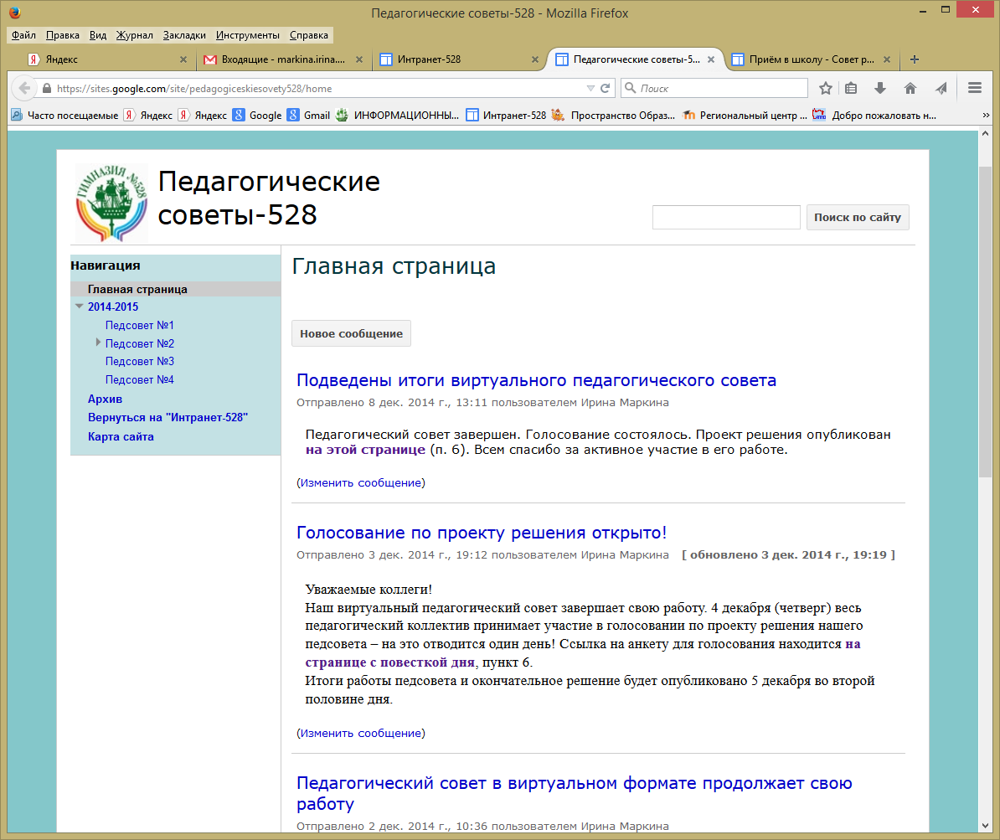 Педагогические советы-528 - Mozilla Firefox
Файл Правка Вид Журнал Закладки Инструменты Справка
Яндекс
Входящие - markina.irina....
Интранет-528
Педагогические советы-5...
Приём в школу - Совет р...
https://sites.google.com/site/pedagogiceskiesovety528/home
Поиск
Часто посещаемые Яндекс Яндекс Google Gmail ИНФОРМАЦИОННЫ... Интранет-528 Пространство Образ... Региональный центр ... Добро пожаловать н...
ГИМНАЗИЯ №528
Педагогические
советы-528
Поиск по сайту
Навигация
Главная страница
2014-2015
Педсовет №1
Педсовет №2
Педсовет №3
Педсовет №4
Архив
Вернуться на "Интранет-528"
Карта сайта
Главная страница
Новое сообщение
Подведены итоги виртуального педагогического совета
Отправлено 8 дек. 2014 г., 13:11 пользователем Ирина Маркина
Педагогический совет завершен. Голосование состоялось. Проект решения опубликован
на этой странице (п. 6). Всем спасибо за активное участие в его работе.
(Изменить сообщение)
Голосование по проекту решения открыто!
Отправлено 3 дек. 2014 г., 19:12 пользователем Ирина Маркина [ обновлено 3 дек. 2014 г., 19:19 ]
Уважаемые коллеги!
Наш виртуальный педагогический совет завершает свою работу. 4 декабря (четверг) весь
педагогический коллектив принимает участие в голосовании по проекту решения нашего
педсовета – на это отводится один день! Ссылка на анкету для голосования находится на
странице с повесткой дня, пункт 6.
Итоги работы педсовета и окончательное решение будет опубликовано 5 декабря во второй
половине дня.
(Изменить сообщение)
Педагогический совет в виртуальном формате продолжает свою
работу
Отправлено 2 дек. 2014 г., 10:36 пользователем Ирина Маркина